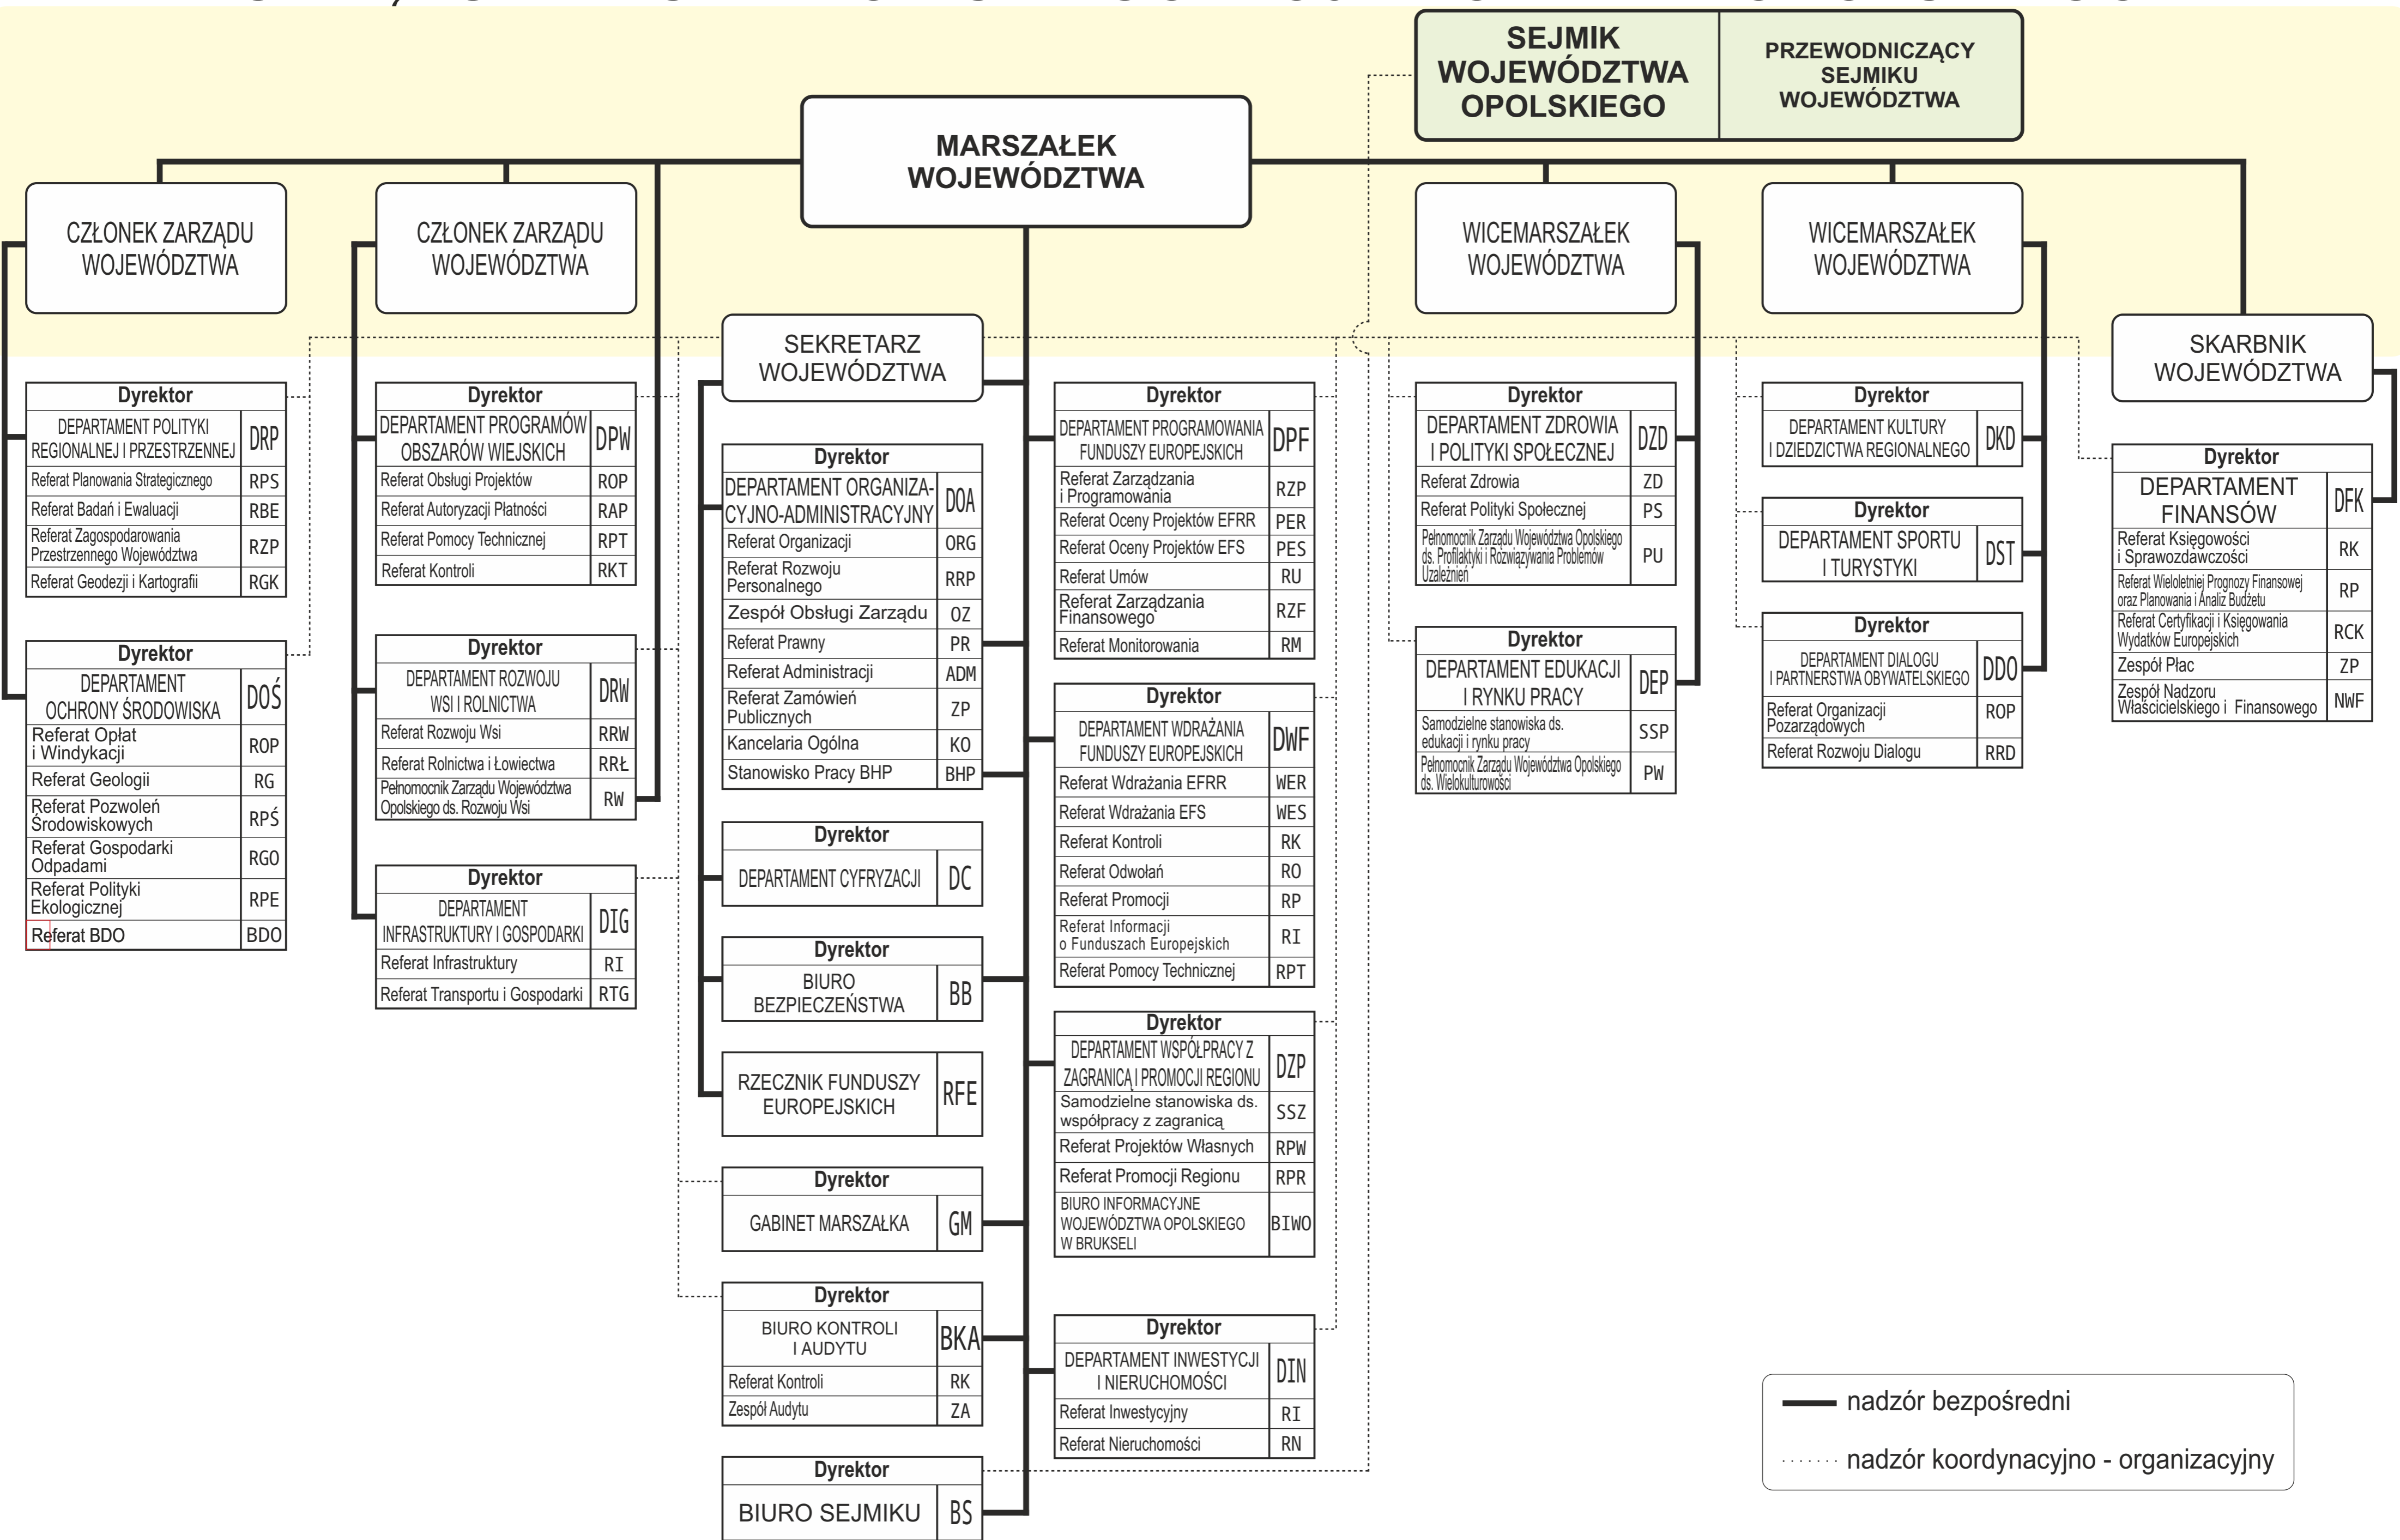 SEJMIK
WOJEWÓDZTWA
OPOLSKIEGO
PRZEWODNICZĄCY
SEJMIKU
WOJEWÓDZTWA
MARSZAŁEK
WOJEWÓDZTWA
CZŁONEK ZARZĄDU
WOJEWÓDZTWA
CZŁONEK ZARZĄDU
WOJEWÓDZTWA
WICEMARSZAŁEK
WOJEWÓDZTWA
WICEMARSZAŁEK
WOJEWÓDZTWA
SEKRETARZ
WOJEWÓDZTWA
SKARBNIK
WOJEWÓDZTWA
Dyrektor
DEPARTAMENT POLITYKI
REGIONALNEJ I PRZESTRZENNEJ DRP
Referat Planowania Strategicznego RPS
Referat Badań i Ewaluacji RBE
Referat Zagospodarowania
Przestrzennego Województwa RZP
Referat Geodezji i Kartografii RGK
Dyrektor
DEPARTAMENT
OCHRONY ŚRODOWISKA DOŚ
Referat Opłat
i Windykacji ROP
Referat Geologii RG
Referat Pozwoleń
Środowiskowych RPŚ
Referat Gospodarki
Odpadami RGO
Referat Polityki
Ekologicznej RPE
Referat BDO BDO
Dyrektor
DEPARTAMENT PROGRAMÓW
OBSZARÓW WIEJSKICH DPW
Referat Obsługi Projektów ROP
Referat Autoryzacji Płatności RAP
Referat Pomocy Technicznej RPT
Referat Kontroli RKT
Dyrektor
DEPARTAMENT ROZWOJU
WSI I ROLNICTWA DRW
Referat Rozwoju Wsi RRW
Referat Rolnictwa i Łowiectwa RRŁ
Pełnomocnik Zarządu Województwa
Opolskiego ds. Rozwoju Wsi RW
Dyrektor
DEPARTAMENT
INFRASTRUKTURY I GOSPODARKI DIG
Referat Infrastruktury RI
Referat Transportu i Gospodarki RTG
Dyrektor
DEPARTAMENT ORGANIZA-
CYJNO-ADMINISTRACYJNY DOA
Referat Organizacji ORG
Referat Rozwoju
Personalnego RRP
Zespół Obsługi Zarządu OZ
Referat Prawny PR
Referat Administracji ADM
Referat Zamówień
Publicznych ZP
Kancelaria Ogólna KO
Stanowisko Pracy BHP BHP
Dyrektor
DEPARTAMENT CYFRYZACJI DC
Dyrektor
BIURO
BEZPIECZEŃSTWA BB
RZECZNIK FUNDUSZY
EUROPEJSKICH RFE
Dyrektor
GABINET MARSZAŁKA GM
Dyrektor
BIURO KONTROLI
I AUDYTU BKA
Referat Kontroli RK
Zespół Audytu ZA
Dyrektor
BIURO SEJMIKU BS
Dyrektor
DEPARTAMENT PROGRAMOWANIA
FUNDUSZY EUROPEJSKICH DPF
Referat Zarządzania
i Programowania RZP
Referat Oceny Projektów EFRR PER
Referat Oceny Projektów EFS PES
Referat Umów RU
Referat Zarządzania
Finansowego RZF
Referat Monitorowania RM
Dyrektor
DEPARTAMENT WDRAŻANIA
FUNDUSZY EUROPEJSKICH DWF
Referat Wdrażania EFRR WER
Referat Wdrażania EFS WES
Referat Kontroli RK
Referat Odwołań RO
Referat Promocji RP
Referat Informacji
o Funduszach Europejskich RI
Referat Pomocy Technicznej RPT
Dyrektor
DEPARTAMENT WSPÓŁPRACY Z
ZAGRANICĄ I PROMOCJI REGIONU DZP
Samodzielne stanowiska ds.
współpracy z zagranicą SSZ
Referat Projektów Własnych RPW
Referat Promocji Regionu RPR
BIURO INFORMACYJNE
WOJEWÓDZTWA OPOLSKIEGO BIWO
W BRUKSELI
Dyrektor
DEPARTAMENT INWESTYCJI
I NIERUCHOMOŚCI DIN
Referat Inwestycyjny RI
Referat Nieruchomości RN
Dyrektor
DEPARTAMENT ZDROWIA
I POLITYKI SPOŁECZNEJ DZD
Referat Zdrowia ZD
Referat Polityki Społecznej PS
Pełnomocnik Zarządu Województwa Opolskiego
ds. Profilaktyki i Rozwiązywania Problemów PU
Uzależnień
Dyrektor
DEPARTAMENT EDUKACJI
I RYNKU PRACY DEP
Samodzielne stanowiska ds.
edukacji i rynku pracy SSP
Pełnomocnik Zarządu Województwa Opolskiego
ds. Wielokulturowości PW
Dyrektor
DEPARTAMENT KULTURY
I DZIEDZICTWA REGIONALNEGO DKD
Dyrektor
DEPARTAMENT SPORTU
I TURYSTYKI DST
Dyrektor
DEPARTAMENT DIALOGU
I PARTNERSTWA OBYWATELSKIEGO DDO
Referat Organizacji
Pozarządowych ROP
Referat Rozwoju Dialogu RRD
Dyrektor
DEPARTAMENT
FINANSÓW DFK
Referat Księgowości
i Sprawozdawczości RK
Referat Wieloletniej Prognozy Finansowej
oraz Planowania i Analiz Budżetu RP
Referat Certyfikacji i Księgowania
Wydatków Europejskich RCK
Zespół Płac ZP
Zespół Nadzoru
Właścicielskiego i Finansowego NWF
nadzór bezpośredni
nadzór koordynacyjno - organizacyjny